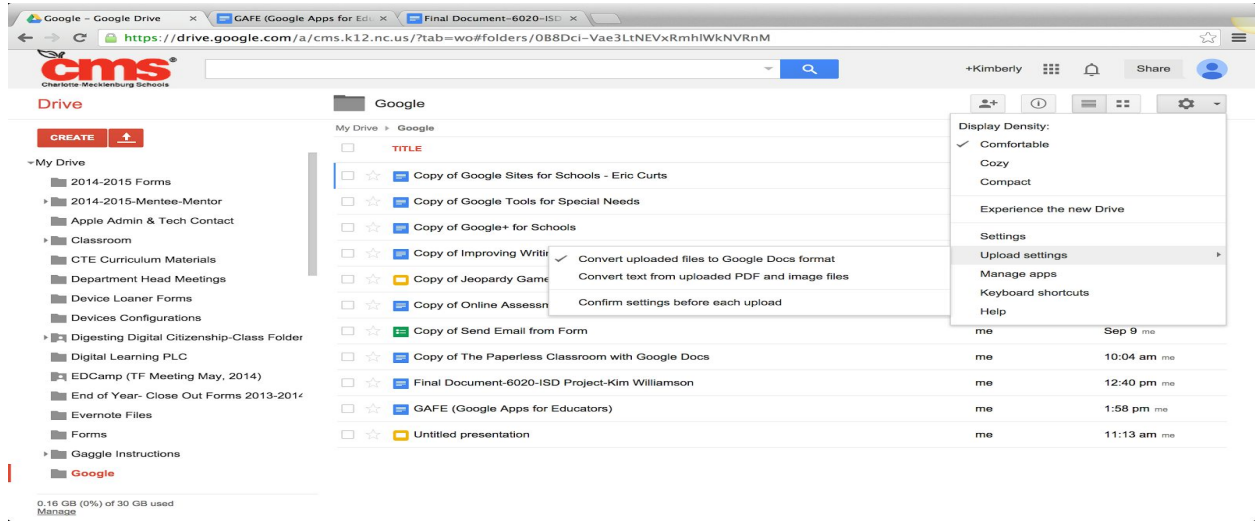 Google - Google Drive
GAFE (Google Apps for Edu
Final Document-6020-ISD
https://drive.google.com/a/cms.k12.nc.us/?tab=wo#folders/0B8Dci-Vae3LtNEVxRmhlWkNVRnM
cms®
Charlotte-Mecklenburg Schools
+Kimberly
Share
Drive
Google
CREATE
My Drive ▸ Google
TITLE
My Drive
2014-2015 Forms
2014-2015-Mentee-Mentor
Apple Admin & Tech Contact
Classroom
CTE Curriculum Materials
Department Head Meetings
Device Loaner Forms
Devices Configurations
Digesting Digital Citizenship-Class Folder
Digital Learning PLC
EDCamp (TF Meeting May, 2014)
End of Year- Close Out Forms 2013-2014
Evernote Files
Forms
Gaggle Instructions
Google
0.16 GB (0%) of 30 GB used
Manage
Copy of Google Sites for Schools - Eric Curts
Copy of Google Tools for Special Needs
Copy of Google+ for Schools
Copy of Improving Writin
Copy of Jeopardy Game
Copy of Online Assessm
Copy of Send Email from Form me Sep 9 me
Copy of The Paperless Classroom with Google Docs me 10:04 am me
Final Document-6020-ISD Project-Kim Williamson me 12:40 pm me
GAFE (Google Apps for Educators) me 1:58 pm me
Untitled presentation me 11:13 am me
Convert uploaded files to Google Docs format
Convert text from uploaded PDF and image files
Confirm settings before each upload
Display Density:
Comfortable
Cozy
Compact
Experience the new Drive
Settings
Upload settings
Manage apps
Keyboard shortcuts
Help